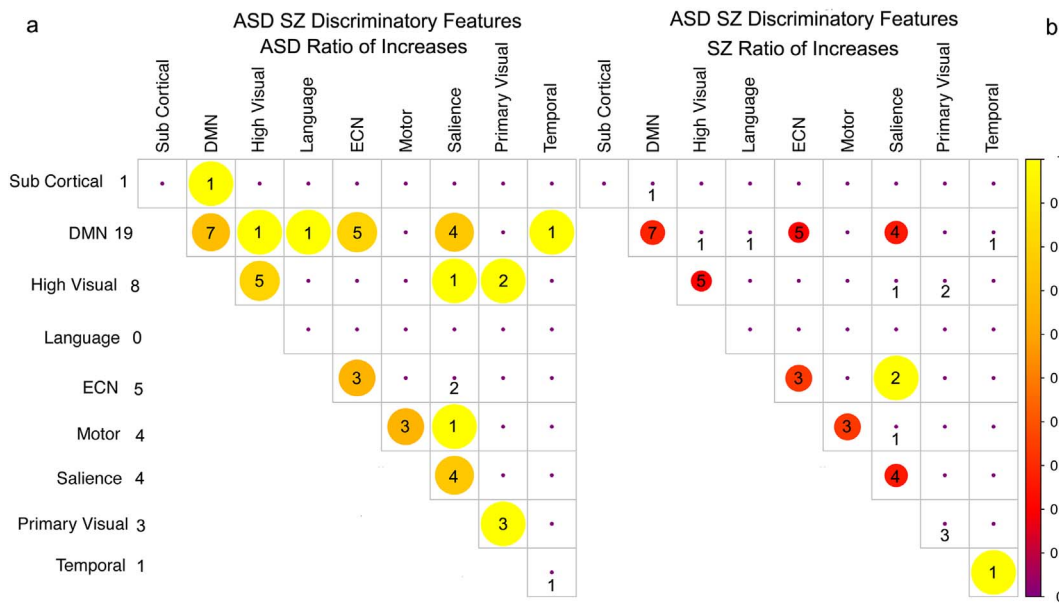 a
ASD SZ Discriminatory Features
ASD Ratio of Increases
ASD SZ Discriminatory Features
SZ Ratio of Increases
b
Sub Cortical
DMN
High Visual
Language
ECN
Motor
Salience
Primary Visual
Temporal
Sub Cortical
DMN
High Visual
Language
ECN
Motor
Salience
Primary Visual
Temporal
Sub Cortical 1 1 1
DMN 19 7 1 1 5 4 1 7 1 1 5 4 1
High Visual 8 5 1 2 5 1 2
Language 0
ECN 5 3 2 3 2
Motor 4 3 1 3 1
Salience 4 4 4
Primary Visual 3 3 3
Temporal 1 1 1